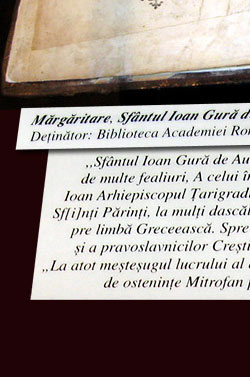 Mărgăritare, Sfântul Ioan Gură d
Deținător: Biblioteca Academiei Ro
„Sfântul Ioan Gură de Au
de multe fealiuri, A celui în
Ioan Arhiepiscopul Țarigrad
Sf[i]nți Părinți, la mulți dască
pre limbă Greceească. Spre
și a pravoslavnicilor Creșt
„La atot meșteșugul lucrului al
de ostenințe Mitrofan